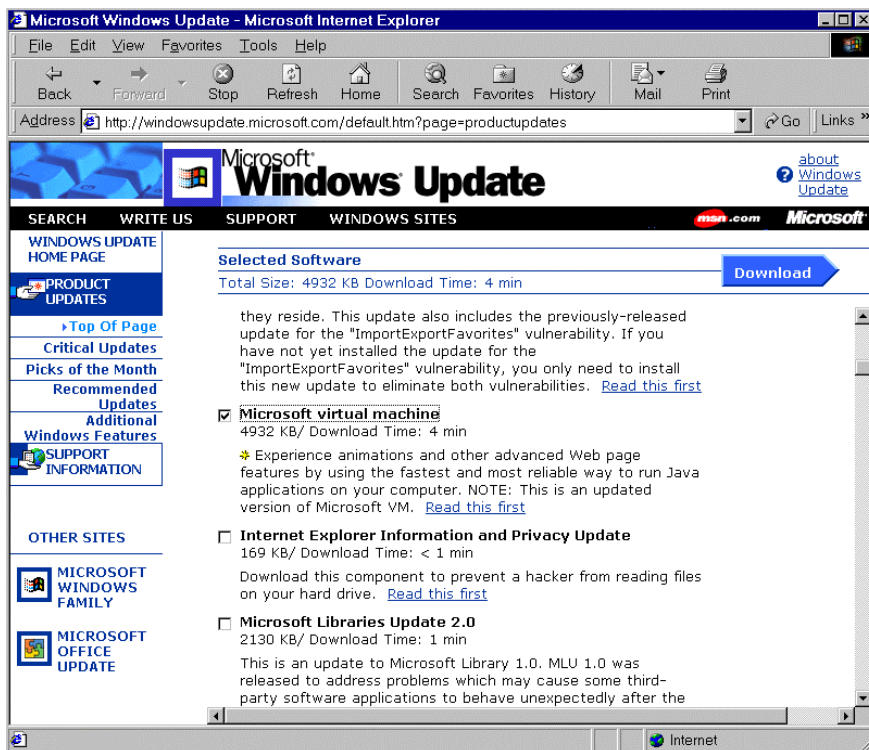 Microsoft Windows Update - Microsoft Internet Explorer
File Edit View Favorites Tools Help
Back Forward Stop Refresh Home Search Favorites History Mail Print
Address http://windowsupdate.microsoft.com/default.htm?page=productupdates Go Links »
Microsoft
Windows Update
about
Windows
Update
SEARCH WRITE US SUPPORT WINDOWS SITES msn.com Microsoft
WINDOWS UPDATE
HOME PAGE
PRODUCT
UPDATES
Top Of Page
Critical Updates
Picks of the Month
Recommended
Updates
Additional
Windows Features
SUPPORT
INFORMATION
OTHER SITES
MICROSOFT
WINDOWS
FAMILY
MICROSOFT
OFFICE
UPDATE
Selected Software
Total Size: 4932 KB Download Time: 4 min
Download
they reside. This update also includes the previously-released
update for the "ImportExportFavorites" vulnerability. If you
have not yet installed the update for the
"ImportExportFavorites" vulnerability, you only need to install
this new update to eliminate both vulnerabilities. Read this first
Microsoft virtual machine
4932 KB/ Download Time: 4 min
Experience animations and other advanced Web page
features by using the fastest and most reliable way to run Java
applications on your computer. NOTE: This is an updated
version of Microsoft VM. Read this first
Internet Explorer Information and Privacy Update
169 KB/ Download Time: < 1 min
Download this component to prevent a hacker from reading files
on your hard drive. Read this first
Microsoft Libraries Update 2.0
2130 KB/ Download Time: 1 min
This is an update to Microsoft Library 1.0. MLU 1.0 was
released to address problems which may cause some third-
party software applications to behave unexpectedly after the
Internet